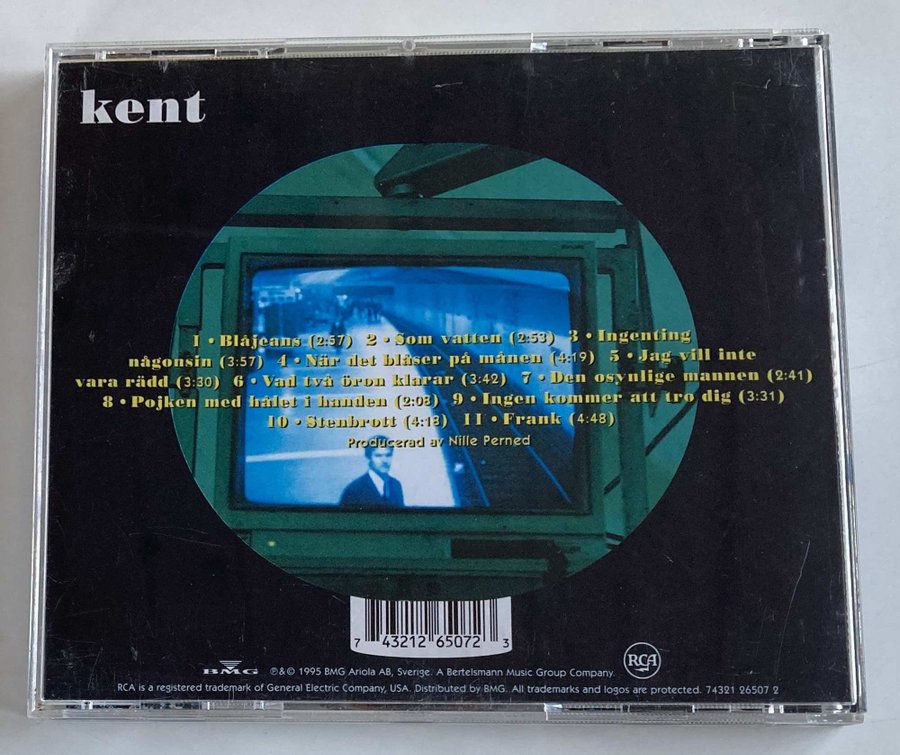 kent
1 • Blåjeans (2:57) 2 • Som vatten (2:53) 3 • Ingenting
någonsin (3:57) 4 • När det blåser på månen (4:19) 5 • Jag vill inte
vara rädd (3:30) 6 • Vad två öron klarar (3:42) 7 • Den osynlige mannen (2:41)
8 • Pojken med hålet i handen (2:08) 9 • Ingen kommer att tro dig (3:31)
10 • Stenbrott (4:18) 11 • Frank (4:48)
Producerad av Nille Perned
7 43212 65072 3
BMG ℗&© 1995 BMG Ariola AB, Sverige. A Bertelsmann Music Group Company. RCA
RCA is a registered trademark of General Electric Company, USA. Distributed by BMG. All trademarks and logos are protected. 74321 26507 2